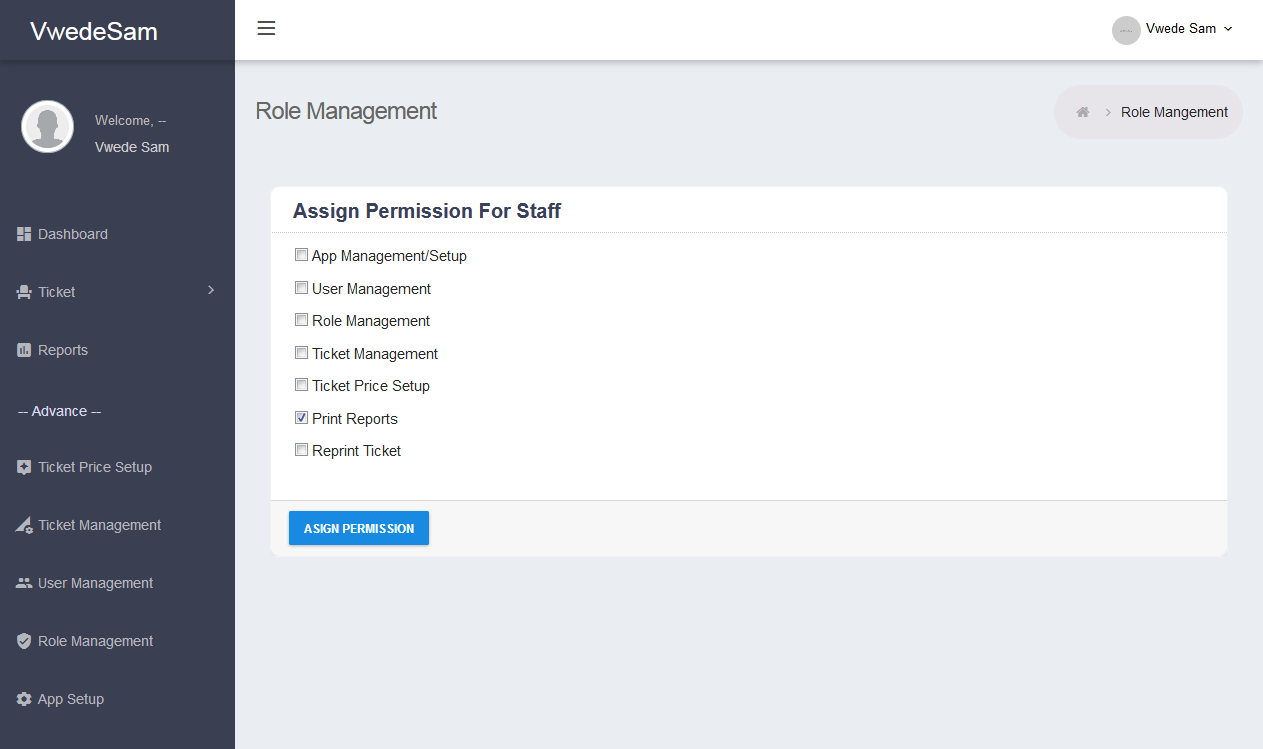 VwedeSam
Vwede Sam
Welcome, --
Vwede Sam
Role Management
Role Mangement
Dashboard
Ticket
Reports
-- Advance --
Ticket Price Setup
Ticket Management
User Management
Role Management
App Setup
Assign Permission For Staff
App Management/Setup
User Management
Role Management
Ticket Management
Ticket Price Setup
Print Reports
Reprint Ticket
ASIGN PERMISSION